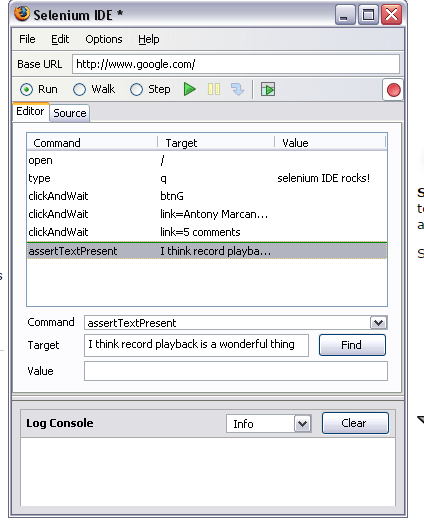 Selenium IDE *
File Edit Options Help
Base URL http://www.google.com/
Run Walk Step
Editor Source
Command Target Value
open /
type q selenium IDE rocks!
clickAndWait btnG
clickAndWait link=Antony Marcan...
clickAndWait link=5 comments
assertTextPresent I think record playba...
Command assertTextPresent
Target I think record playback is a wonderful thing Find
Value
Log Console Info Clear